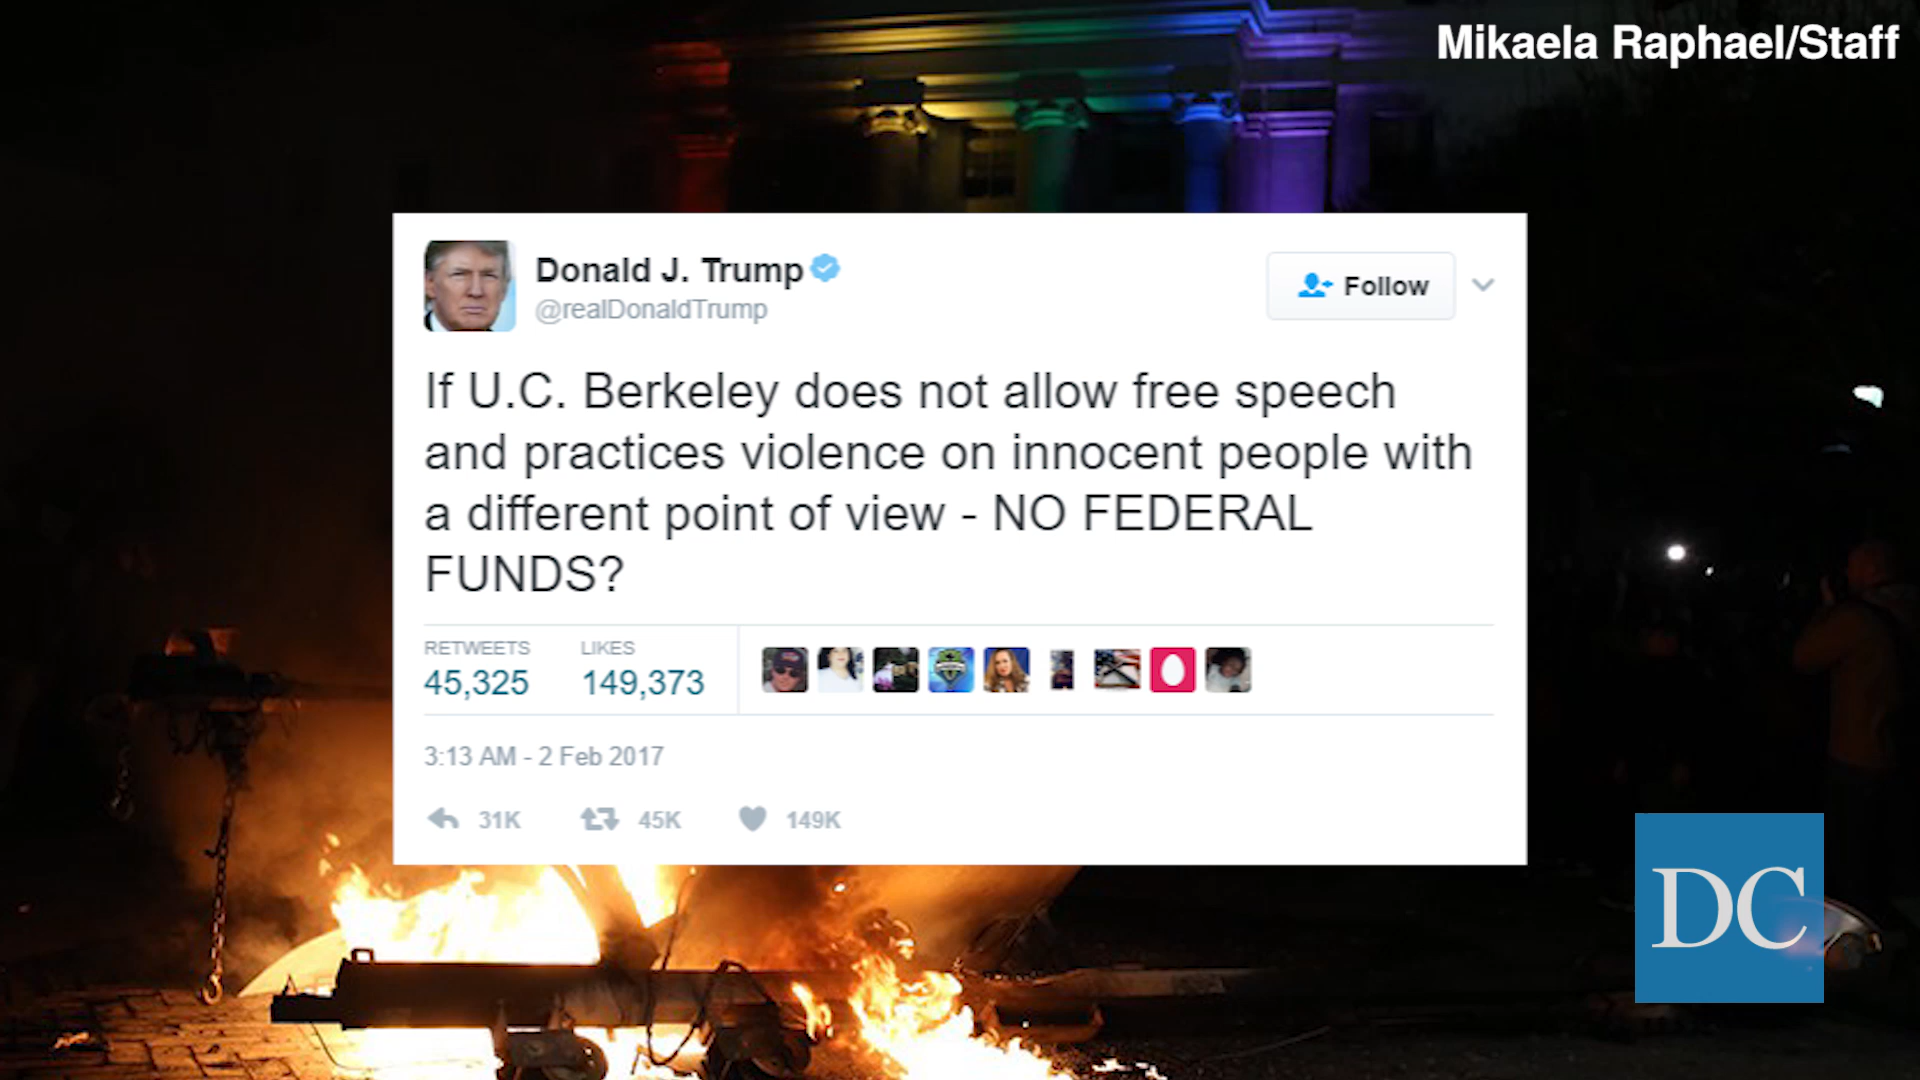 Mikaela Raphael/Staff
Donald J. Trump
@realDonaldTrump
Follow
If U.C. Berkeley does not allow free speech
and practices violence on innocent people with
a different point of view - NO FEDERAL
FUNDS?
RETWEETS LIKES
45,325 149,373
3:13 AM - 2 Feb 2017
31K 45K 149K
DC